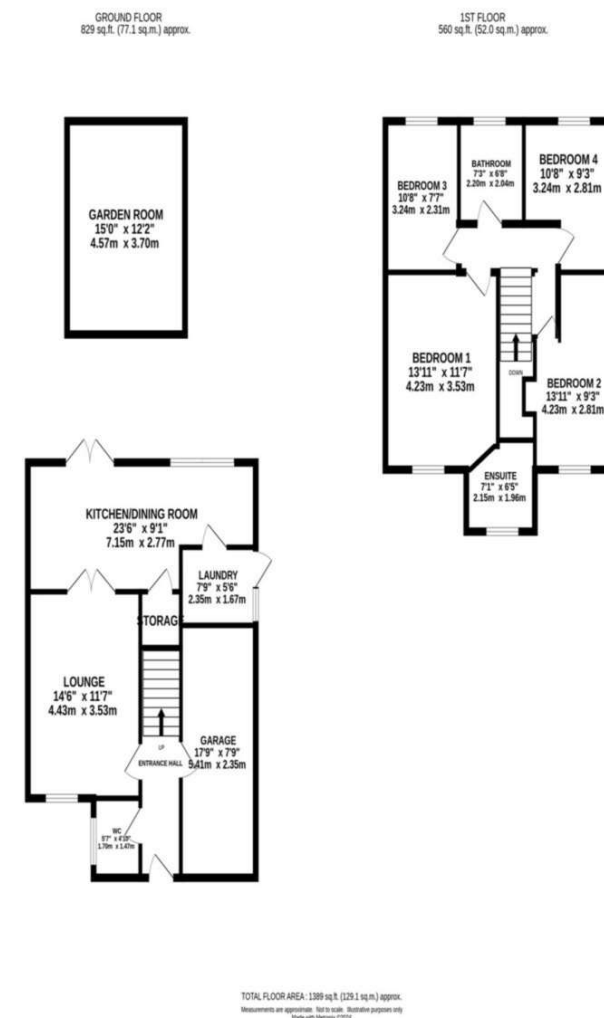 GROUND FLOOR
829 sq.ft. (77.1 sq.m.) approx.
1ST FLOOR
560 sq.ft. (52.0 sq.m.) approx.
GARDEN ROOM
15'0" x 12'2"
4.57m x 3.70m
BEDROOM 3
10'8" x 7'7"
3.24m x 2.31m
BATHROOM
7'3" x 6'8"
2.20m x 2.04m
BEDROOM 4
10'8" x 9'3"
3.24m x 2.81m
BEDROOM 1
13'11" x 11'7"
4.23m x 3.53m
DOWN
BEDROOM 2
13'11" x 9'3"
4.23m x 2.81m
ENSUITE
7'1" x 6'5"
2.15m x 1.96m
KITCHEN/DINING ROOM
23'6" x 9'1"
7.15m x 2.77m
LAUNDRY
7'9" x 5'6"
2.35m x 1.67m
STORAGE
LOUNGE
14'6" x 11'7"
4.43m x 3.53m
UP
ENTRANCE HALL
GARAGE
17'9" x 7'9"
5.41m x 2.35m
WC
5'7" x 4'10"
1.70m x 1.47m
TOTAL FLOOR AREA : 1389 sq.ft. (129.1 sq.m.) approx.
Measurements are approximate. Not to scale. Illustrative purposes only
Made with Metropix